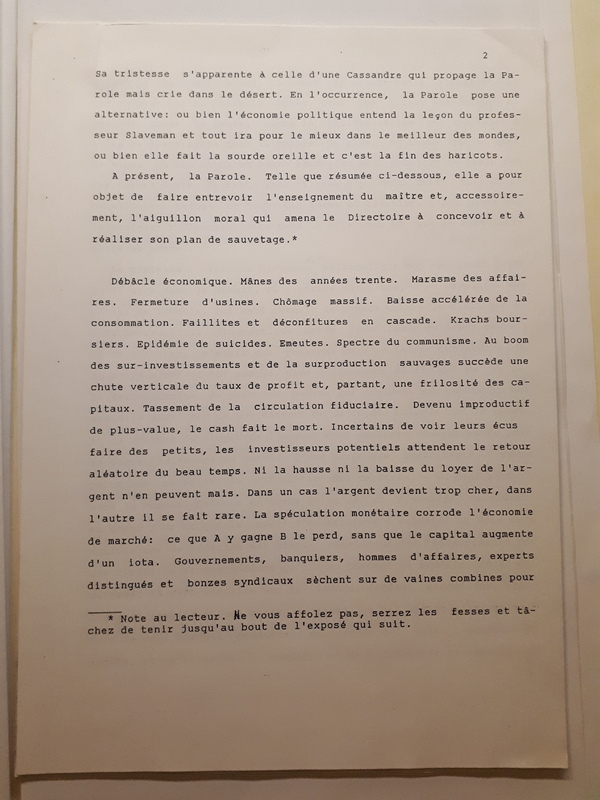 2
Sa tristesse s'apparente à celle d'une Cassandre qui propage la Pa-
role mais crie dans le désert. En l'occurrence, la Parole pose une
alternative: ou bien l'économie politique entend la leçon du profes-
seur Slaveman et tout ira pour le mieux dans le meilleur des mondes,
ou bien elle fait la sourde oreille et c'est la fin des haricots.
A présent, la Parole. Telle que résumée ci-dessous, elle a pour
objet de faire entrevoir l'enseignement du maître et, accessoire-
ment, l'aiguillon moral qui amena le Directoire à concevoir et à
réaliser son plan de sauvetage.*
Débâcle économique. Mânes des années trente. Marasme des affai-
res. Fermeture d'usines. Chômage massif. Baisse accélérée de la
consommation. Faillites et déconfitures en cascade. Krachs bour-
siers. Epidémie de suicides. Emeutes. Spectre du communisme. Au boom
des sur-investissements et de la surproduction sauvages succède une
chute verticale du taux de profit et, partant, une frilosité des ca-
pitaux. Tassement de la circulation fiduciaire. Devenu improductif
de plus-value, le cash fait le mort. Incertains de voir leurs écus
faire des petits, les investisseurs potentiels attendent le retour
aléatoire du beau temps. Ni la hausse ni la baisse du loyer de l'ar-
gent n'en peuvent mais. Dans un cas l'argent devient trop cher, dans
l'autre il se fait rare. La spéculation monétaire corrode l'économie
de marché: ce que A y gagne B le perd, sans que le capital augmente
d'un iota. Gouvernements, banquiers, hommes d'affaires, experts
distingués et bonzes syndicaux sèchent sur de vaines combines pour
* Note au lecteur. Ne vous affolez pas, serrez les fesses et tâ-
chez de tenir jusqu'au bout de l'exposé qui suit.